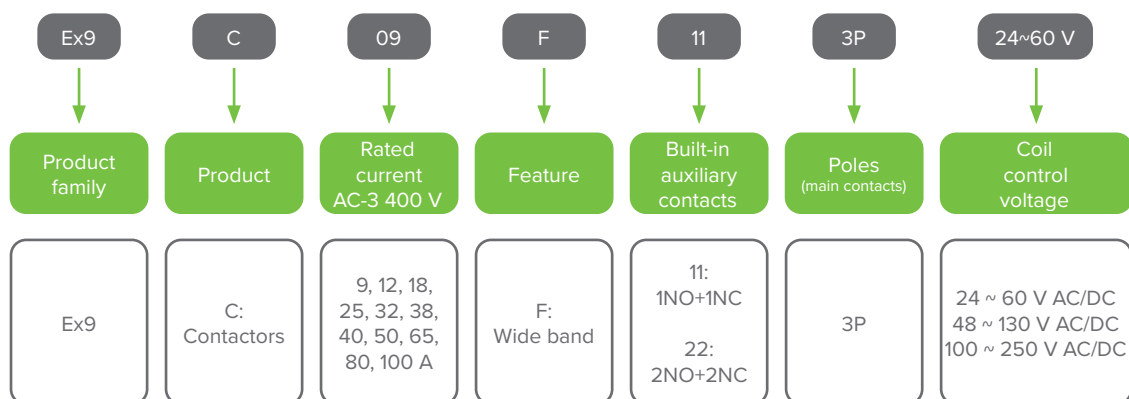 Ex9
C
09
F
11
3P
24~60 V
Product
family
Product
Rated
current
AC-3 400 V
Feature
Built-in
auxiliary
contacts
Poles
(main contacts)
Coil
control
voltage
Ex9
C:
Contactors
9, 12, 18,
25, 32, 38,
40, 50, 65,
80, 100 A
F:
Wide band
11:
1NO+1NC
22:
2NO+2NC
3P
24 ~ 60 V AC/DC
48 ~ 130 V AC/DC
100 ~ 250 V AC/DC